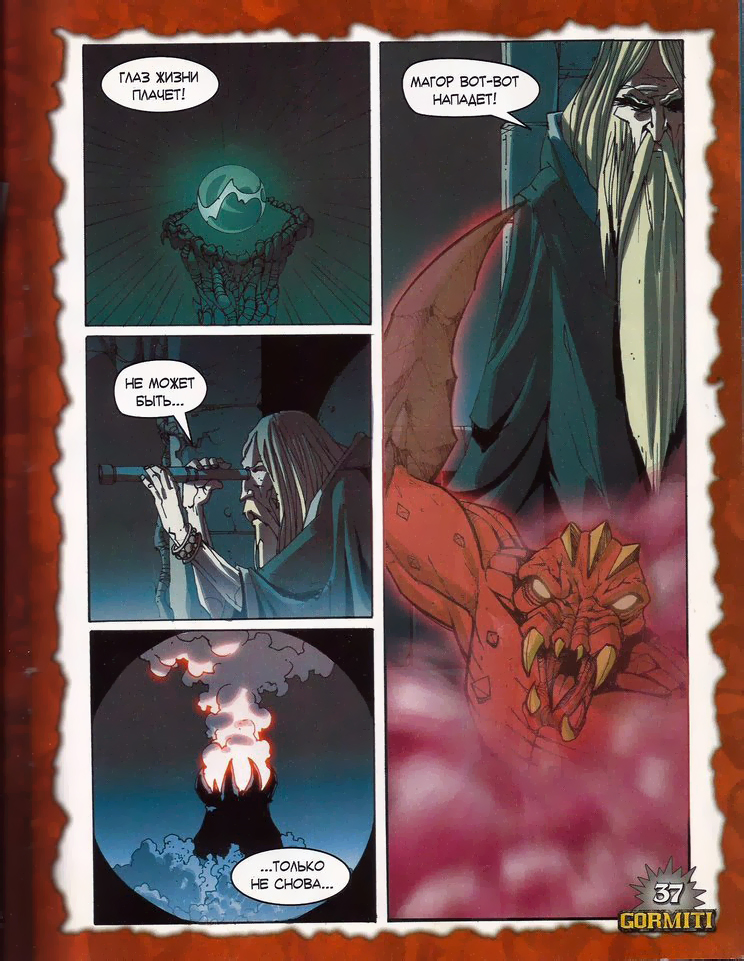 ГЛАЗ ЖИЗНИ
ПЛАЧЕТ!
НЕ МОЖЕТ
БЫТЬ...
...ТОЛЬКО
НЕ СНОВА...
МАГОР ВОТ-ВОТ
НАПАДЕТ!
37
GORMITI